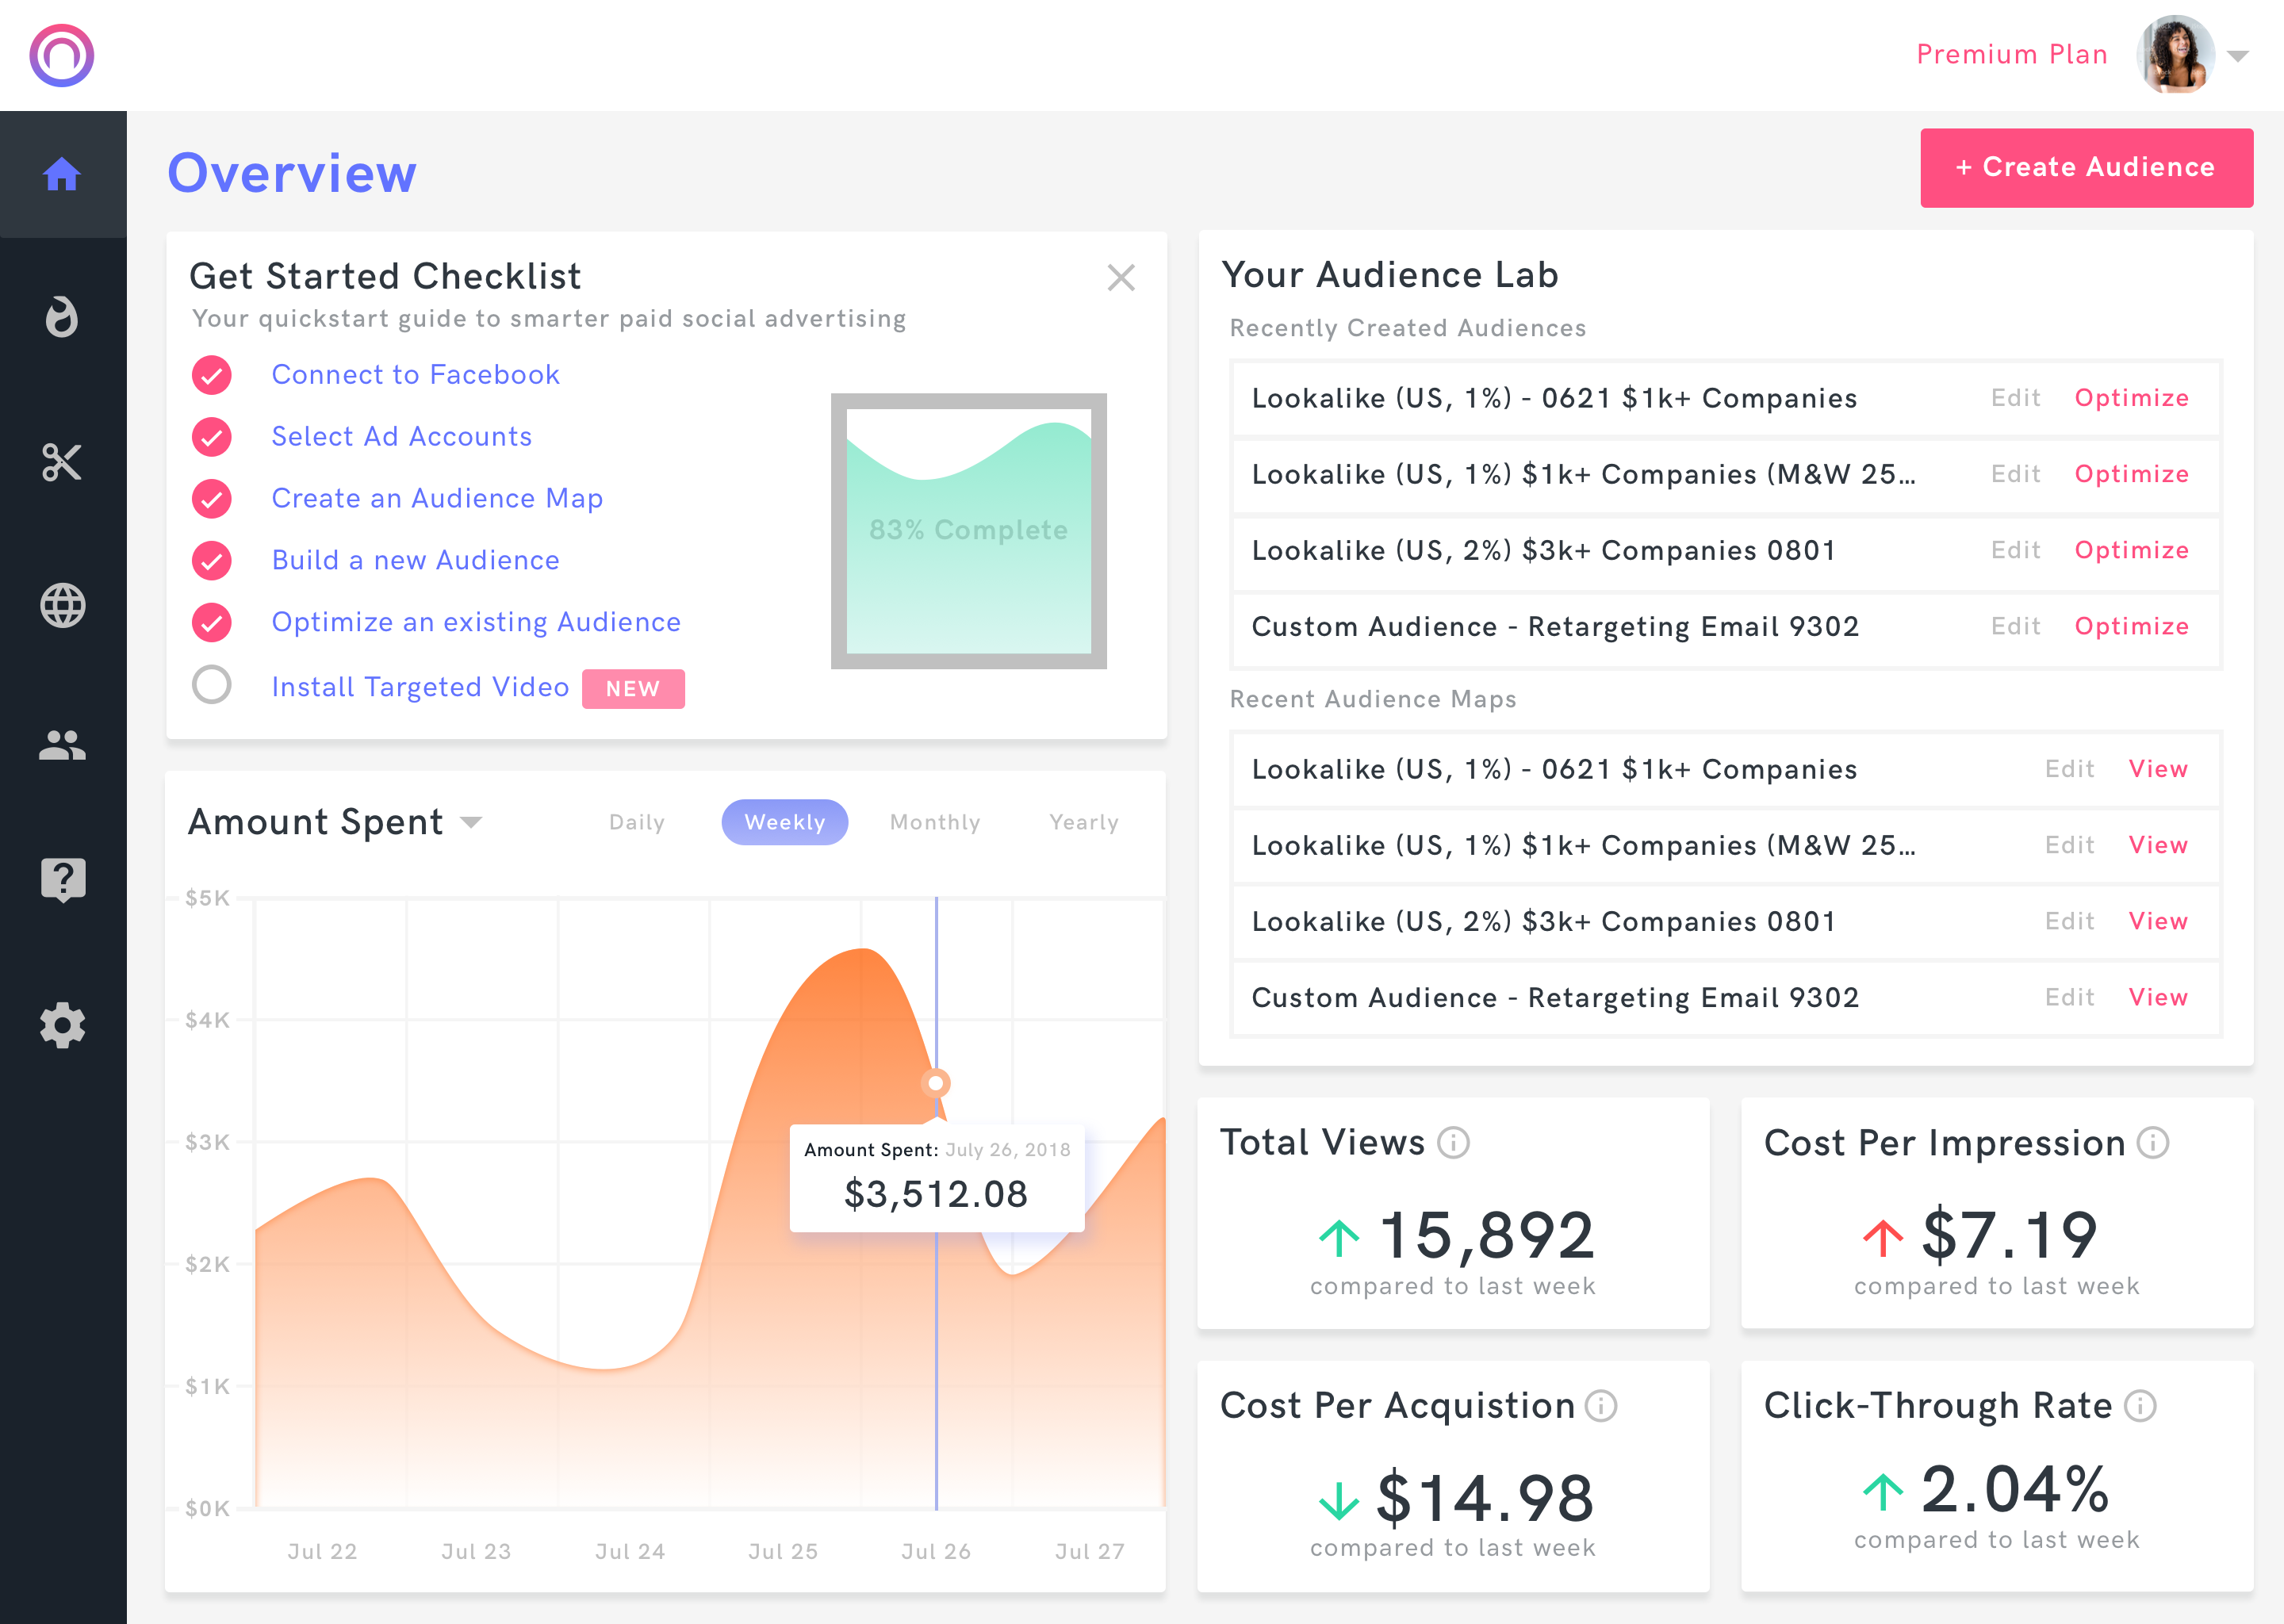 Premium Plan
Overview
+ Create Audience
Get Started Checklist
Your quickstart guide to smarter paid social advertising
Connect to Facebook
Select Ad Accounts
Create an Audience Map
Build a new Audience
Optimize an existing Audience
Install Targeted Video NEW
83% Complete
Your Audience Lab
Recently Created Audiences
Lookalike (US, 1%) - 0621 $1k+ Companies Edit Optimize
Lookalike (US, 1%) $1k+ Companies (M&W 25... Edit Optimize
Lookalike (US, 2%) $3k+ Companies 0801 Edit Optimize
Custom Audience - Retargeting Email 9302 Edit Optimize
Recent Audience Maps
Lookalike (US, 1%) - 0621 $1k+ Companies Edit View
Lookalike (US, 1%) $1k+ Companies (M&W 25... Edit View
Lookalike (US, 2%) $3k+ Companies 0801 Edit View
Custom Audience - Retargeting Email 9302 Edit View
Amount Spent Daily Weekly Monthly Yearly
$5K
$4K
$3K
$2K
$1K
$0K
Amount Spent: July 26, 2018
$3,512.08
Jul 22 Jul 23 Jul 24 Jul 25 Jul 26 Jul 27
Total Views
15,892
compared to last week
Cost Per Impression
$7.19
compared to last week
Cost Per Acquistion
$14.98
compared to last week
Click-Through Rate
2.04%
compared to last week